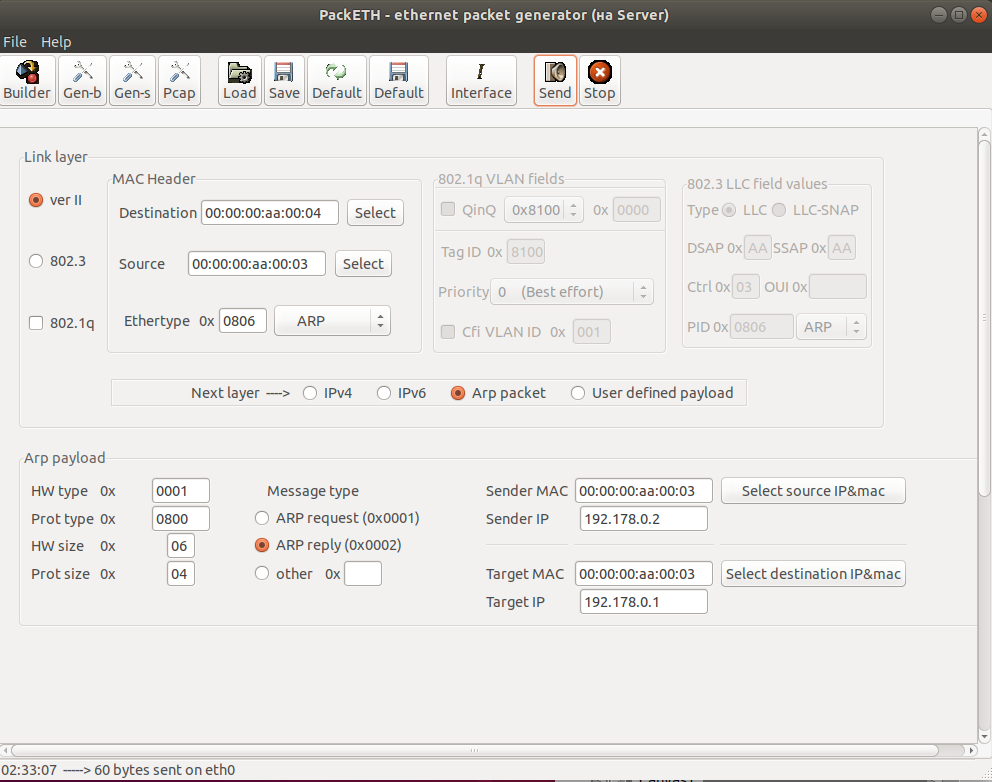 PackETH - ethernet packet generator (на Server)
File Help
Builder Gen-b Gen-s Pcap Load Save Default Default Interface Send Stop
Link layer
ver II
802.3
802.1q
MAC Header
Destination 00:00:00:aa:00:04 Select
Source 00:00:00:aa:00:03 Select
Ethertype 0x 0806 ARP
802.1q VLAN fields
QinQ 0x8100 0x 0000
Tag ID 0x 8100
Priority 0 (Best effort)
Cfi VLAN ID 0x 001
802.3 LLC field values
Type LLC LLC-SNAP
DSAP 0x AA SSAP 0x AA
Ctrl 0x 03 OUI 0x
PID 0x 0806 ARP
Next layer ----> IPv4 IPv6 Arp packet User defined payload
Arp payload
HW type 0x 0001
Prot type 0x 0800
HW size 0x 06
Prot size 0x 04
Message type
ARP request (0x0001)
ARP reply (0x0002)
other 0x
Sender MAC 00:00:00:aa:00:03 Select source IP&mac
Sender IP 192.178.0.2
Target MAC 00:00:00:aa:00:03 Select destination IP&mac
Target IP 192.178.0.1
02:33:07 -----> 60 bytes sent on eth0